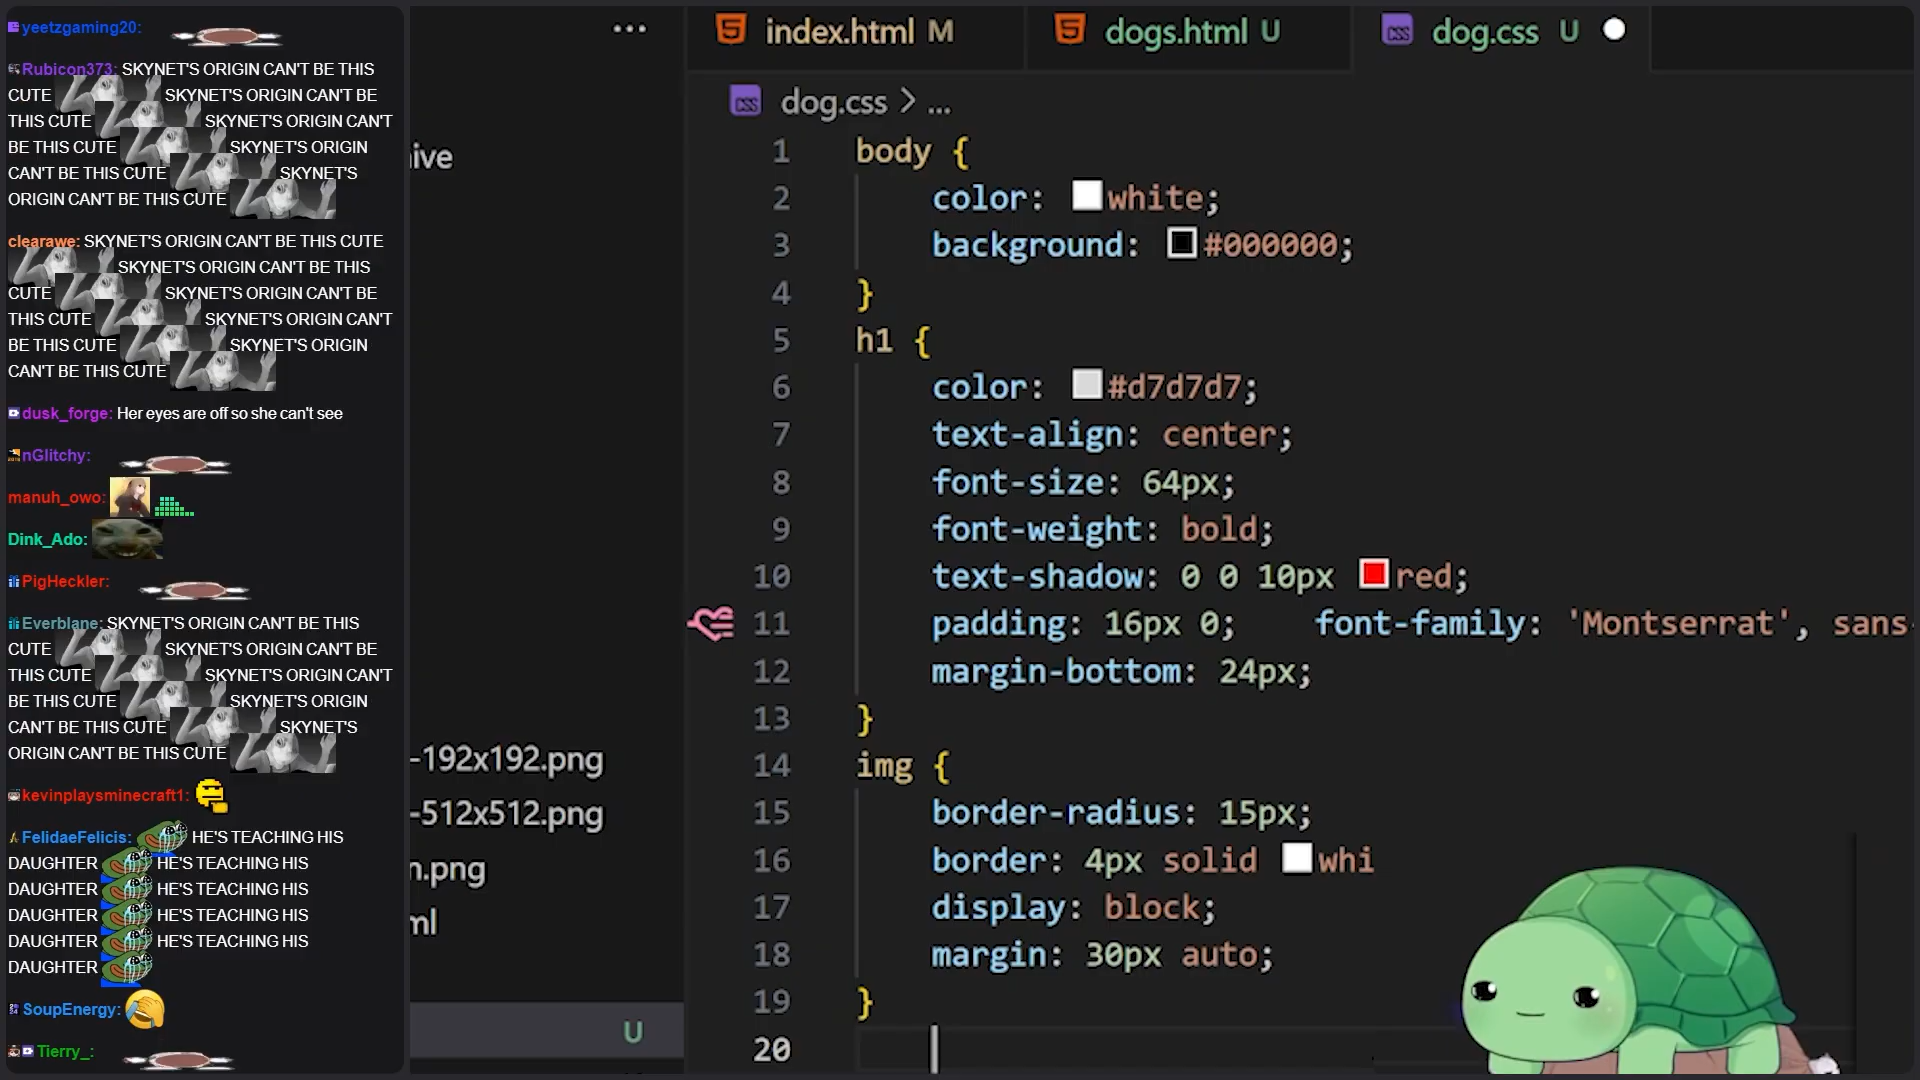 yeetzgaming20:
Rubicon373: SKYNET'S ORIGIN CAN'T BE THIS
CUTE SKYNET'S ORIGIN CAN'T BE
THIS CUTE SKYNET'S ORIGIN CAN'T
BE THIS CUTE SKYNET'S ORIGIN
CAN'T BE THIS CUTE SKYNET'S
ORIGIN CAN'T BE THIS CUTE
clearawe: SKYNET'S ORIGIN CAN'T BE THIS CUTE
SKYNET'S ORIGIN CAN'T BE THIS
CUTE SKYNET'S ORIGIN CAN'T BE
THIS CUTE SKYNET'S ORIGIN CAN'T
BE THIS CUTE SKYNET'S ORIGIN
CAN'T BE THIS CUTE
dusk_forge: Her eyes are off so she can't see
nGlitchy:
manuh_owo:
Dink_Ado:
PigHeckler:
Everblane: SKYNET'S ORIGIN CAN'T BE THIS
CUTE SKYNET'S ORIGIN CAN'T BE
THIS CUTE SKYNET'S ORIGIN CAN'T
BE THIS CUTE SKYNET'S ORIGIN
CAN'T BE THIS CUTE SKYNET'S
ORIGIN CAN'T BE THIS CUTE
kevinplaysminecraft1:
FelidaeFelicis: HE'S TEACHING HIS
DAUGHTER HE'S TEACHING HIS
DAUGHTER HE'S TEACHING HIS
DAUGHTER HE'S TEACHING HIS
DAUGHTER HE'S TEACHING HIS
DAUGHTER
SoupEnergy:
Tierry_:
...
ive
-192x192.png
-512x512.png
n.png
ml
U
index.html M
dogs.html U
css dog.css U
css dog.css > ...
1 body {
2 color: white;
3 background: #000000;
4 }
5 h1 {
6 color: #d7d7d7;
7 text-align: center;
8 font-size: 64px;
9 font-weight: bold;
10 text-shadow: 0 0 10px red;
11 padding: 16px 0; font-family: 'Montserrat', sans-
12 margin-bottom: 24px;
13 }
14 img {
15 border-radius: 15px;
16 border: 4px solid whi
17 display: block;
18 margin: 30px auto;
19 }
20